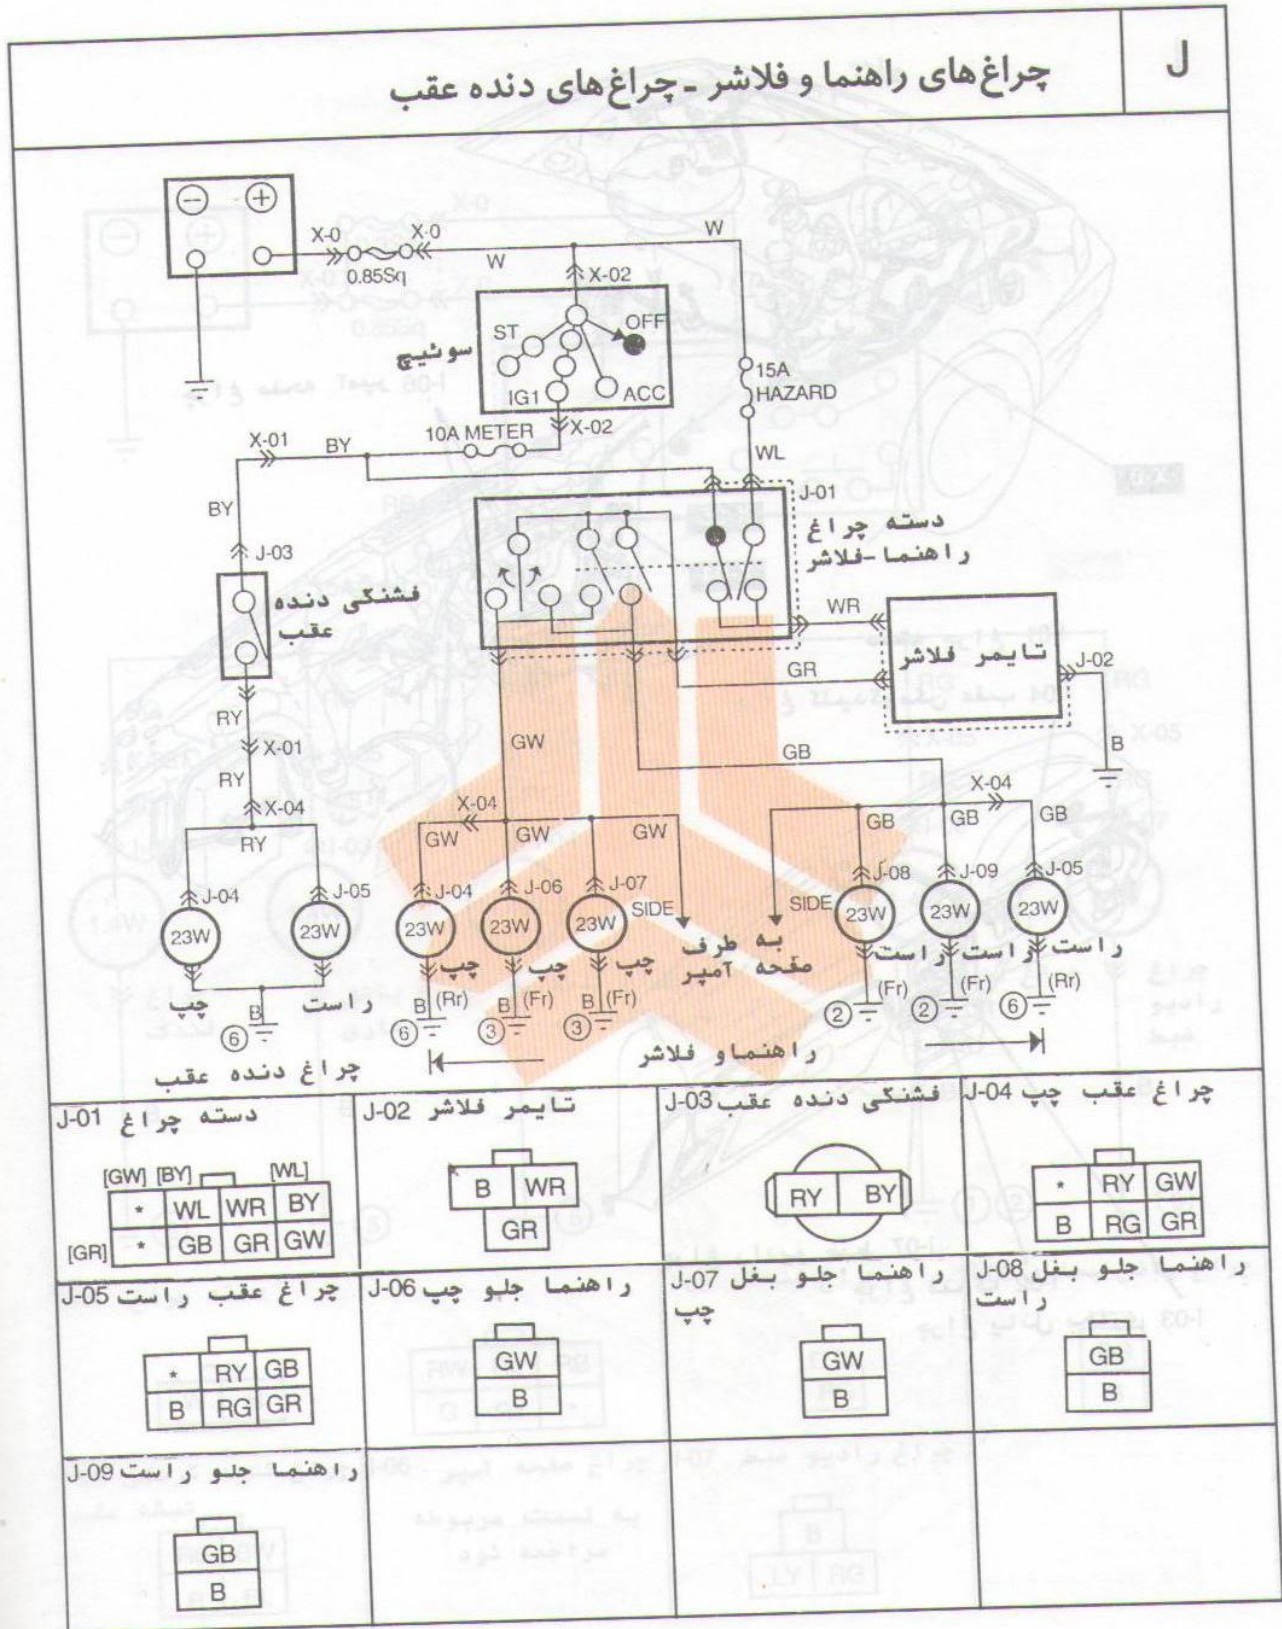 J
چراغ‌های راهنما و فلاشر ـ چراغ‌های دنده عقب
− +
X-0 X-0 W W
0.85Sq
X-02
سوئیچ
ST OFF
IG1 ACC
15A
HAZARD
X-01 BY 10A METER X-02
WL
BY
J-01
دسته چراغ
راهنما-فلاشر
J-03
فشنگی دنده
عقب
WR
تایمر فلاشر
GR
J-02
RY
X-01
GW
GB
B
RY
X-04
X-04
X-04
RY
GW GW GW
GB GB GB
J-04 J-05 J-04 J-06 J-07 J-08 J-09 J-05
SIDE SIDE
23W 23W 23W 23W 23W 23W 23W 23W
چپ راست
چپ چپ چپ
به طرف
صفحه آمپر
راست راست راست
B B (Rr) B (Fr) B (Fr) (Fr) (Fr) (Rr)
6 6 3 3 2 2 6
چراغ دنده عقب
راهنماو فلاشر
J-01 دسته چراغ
[GW] [BY] [WL]
* WL WR BY
[GR] * GB GR GW
J-02 تایمر فلاشر
B WR
GR
J-03 فشنگی دنده عقب
RY BY
J-04 چراغ عقب چپ
* RY GW
B RG GR
J-05 چراغ عقب راست
* RY GB
B RG GR
J-06 راهنما جلو چپ
GW
B
J-07 راهنما جلو بغل
چپ
GW
B
J-08 راهنما جلو بغل
راست
GB
B
J-09 راهنما جلو راست
GB
B